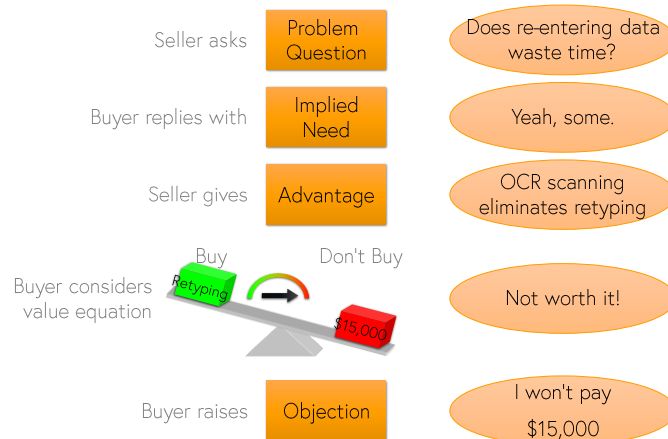 Seller asks
Problem
Question
Does re-entering data
waste time?
Buyer replies with
Implied
Need
Yeah, some.
Seller gives
Advantage
OCR scanning
eliminates retyping
Buy
Don't Buy
Buyer considers
value equation
Retyping
$15,000
Not worth it!
Buyer raises
Objection
I won't pay
$15,000